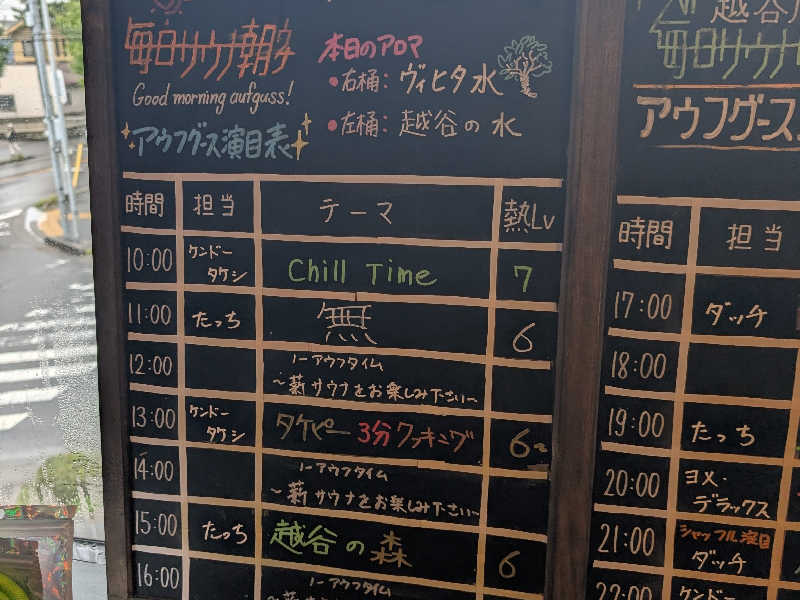 毎日サウナ朝チ
Good morning aufguss!
アウフグース演目表
本日のアロマ
・右桶：ヴィヒタ水
・左桶：越谷の水
時間 担当 テーマ 熱Lv
10:00 ケンドータケシ Chill Time 7
11:00 たっち 無 6
12:00 ノーアウフタイム
～薪サウナをお楽しみ下さい～
13:00 ケンドータケシ タケピー3分クッキング 6～
14:00 ノーアウフタイム
～薪サウナをお楽しみ下さい～
15:00 たっち 越谷の森 6
16:00 ノーアウフタイム
越谷
毎日サウナ
アウフグース
時間 担当
17:00 ダッチ
18:00
19:00 たっち
20:00 ヨメ・デラックス
21:00 シャッフル演目
ダッチ
22:00 ケンドー